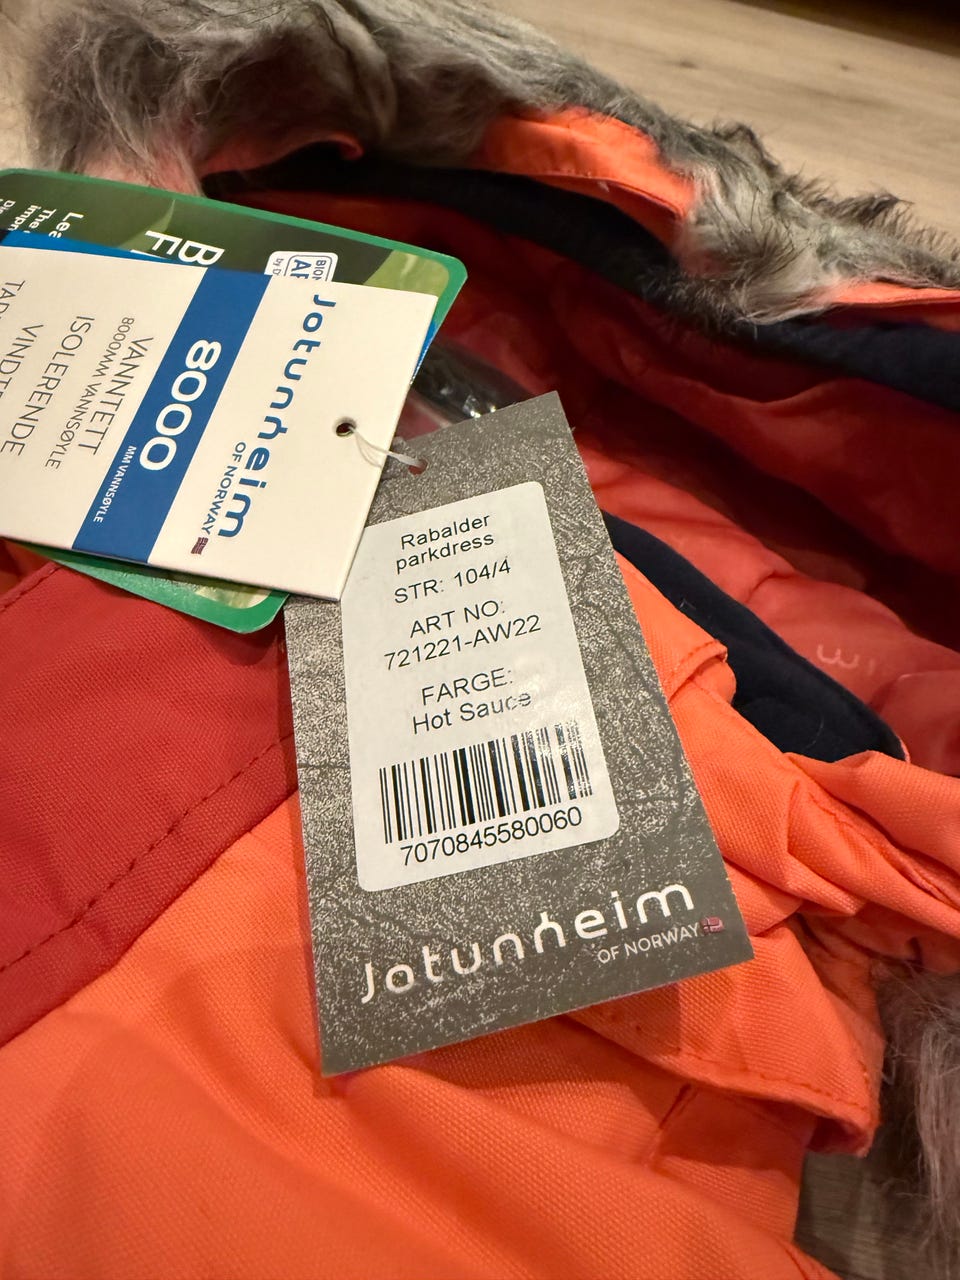 Rabalder
parkdress
STR: 104/4
ART NO:
721221-AW22
FARGE:
Hot Sauce
7070845580060
Jotunheim
OF NORWAY
Jotunheim
OF NORWAY
8000
MM VANNSØYLE
VANNTETT
8000MM VANNSØYLE
ISOLERENDE